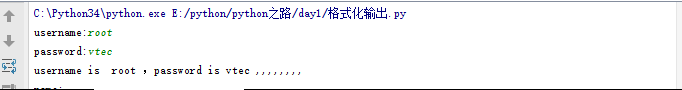 C:\Python34\python.exe E:/python/python之路/day1/格式化输出.py
username:root
password:vtec
username is  root ，password is vtec ,,,,,,,,